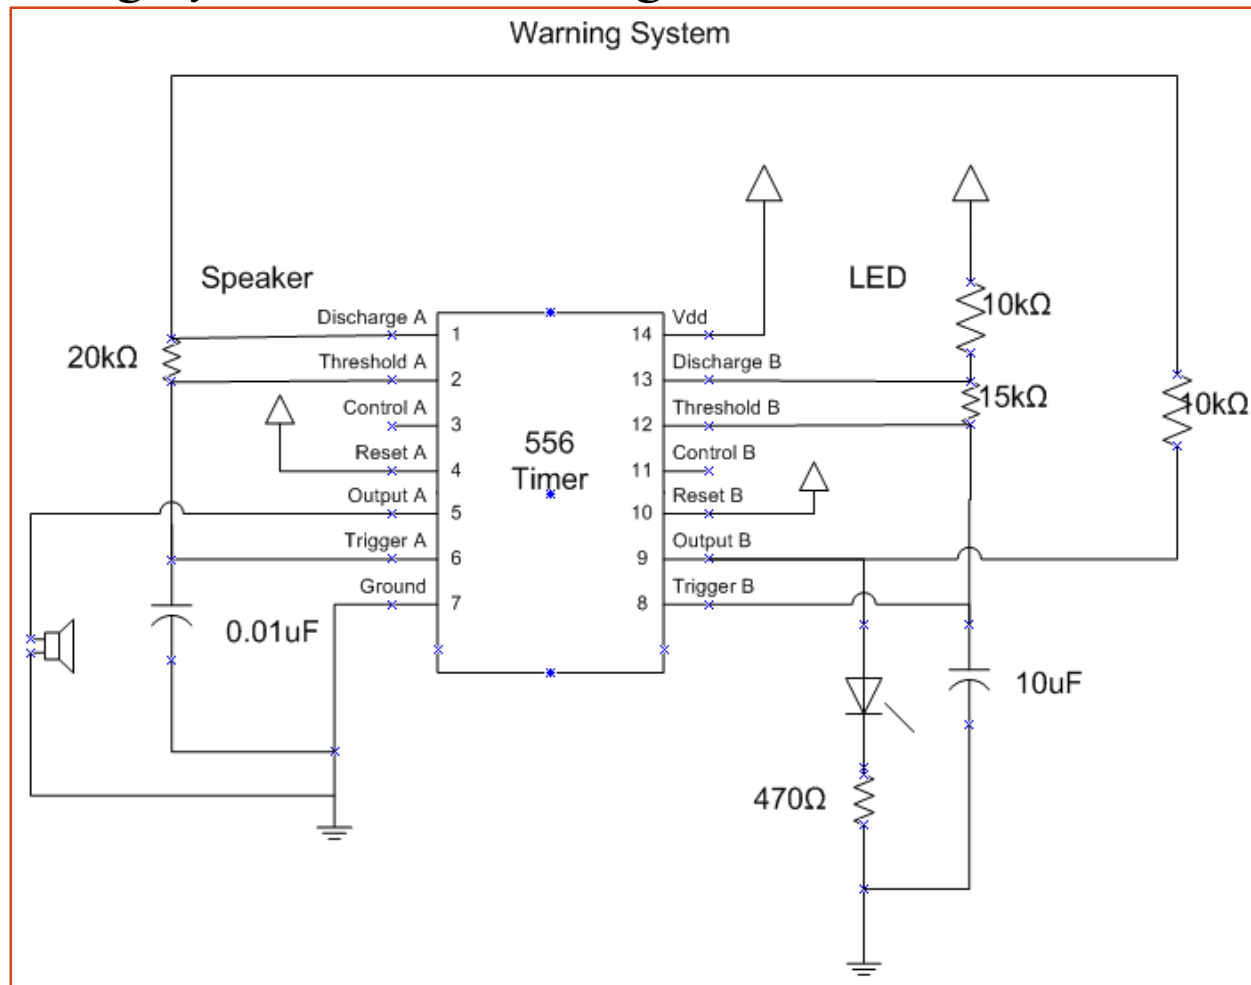 Warning System
Speaker
LED
Discharge A
1
Threshold A
2
Control A
3
Reset A
4
Output A
5
Trigger A
6
Ground
7
556
Timer
Vdd
14
Discharge B
13
Threshold B
12
Control B
11
Reset B
10
Output B
9
Trigger B
8
20kΩ
0.01uF
10kΩ
15kΩ
10kΩ
10uF
470Ω